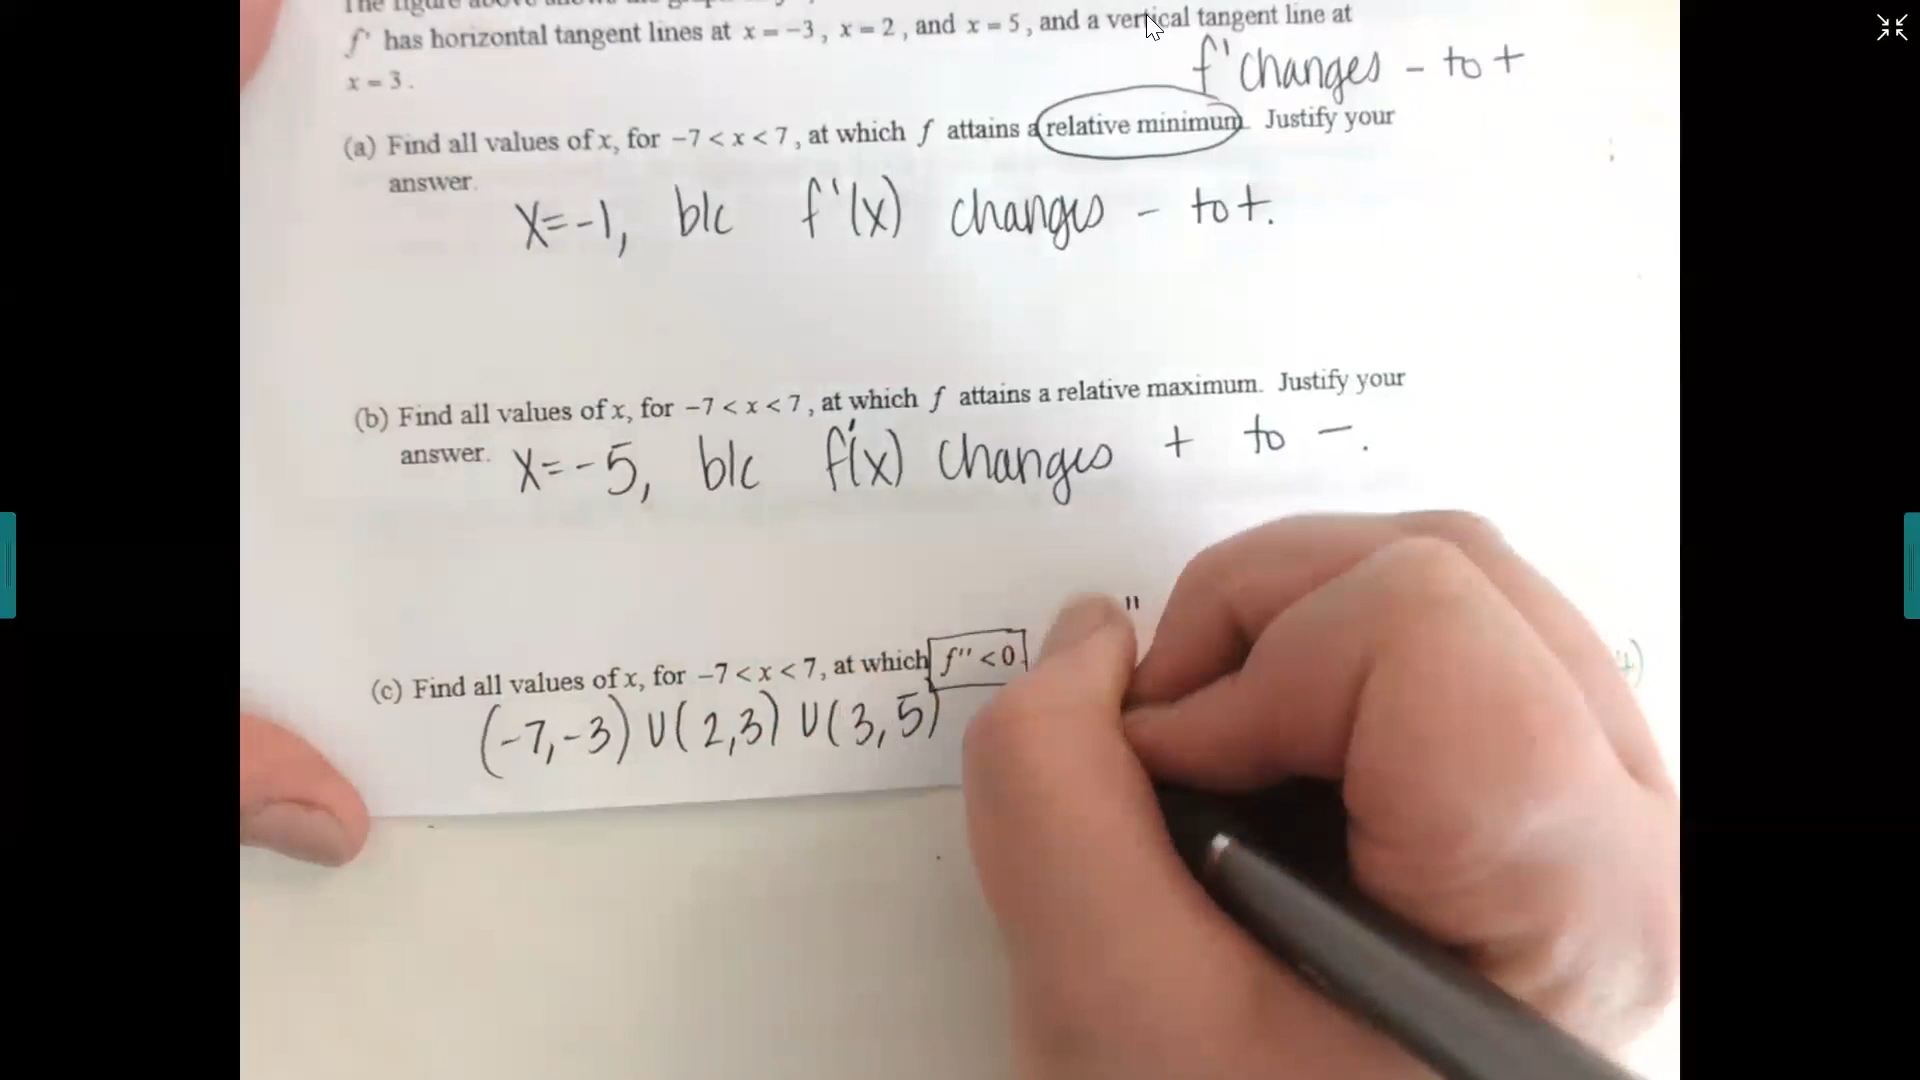 f' has horizontal tangent lines at x = -3, x = 2, and x = 5, and a vertical tangent line at
x = 3.
f' changes - to +
(a) Find all values of x, for -7 < x < 7, at which f attains a relative minimum. Justify your
answer.
x=-1, b/c f'(x) changes - to +.
(b) Find all values of x, for -7 < x < 7, at which f attains a relative maximum. Justify your
answer. x=-5, b/c f'(x) changes + to -.
(c) Find all values of x, for -7 < x < 7, at which f" < 0.
"
(-7,-3) U (2,3) U (3,5)